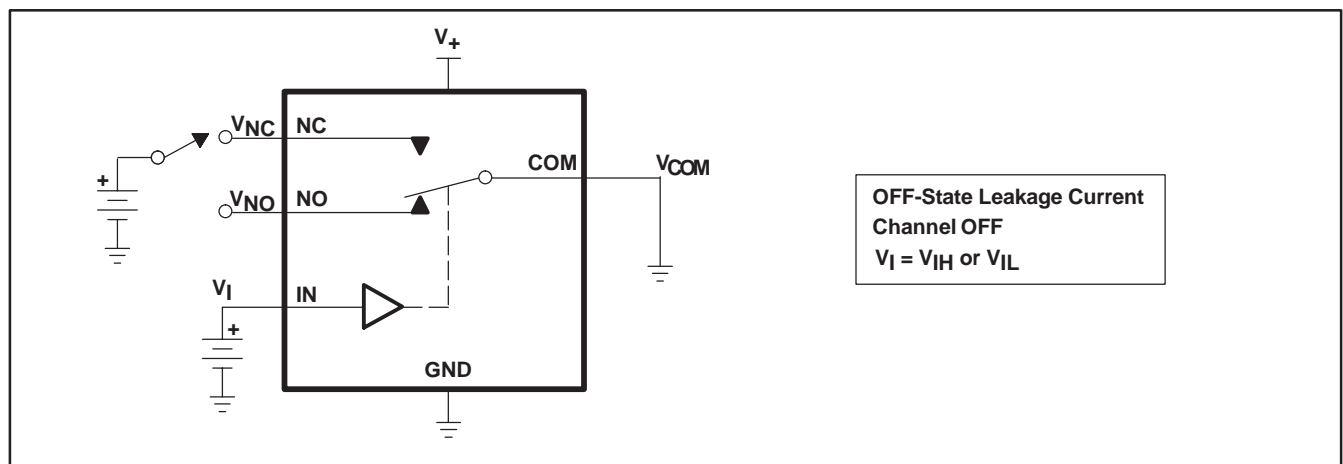 V+
VNC NC
+
COM VCOM
VNO NO
OFF-State Leakage Current
Channel OFF
VI = VIH or VIL
VI IN
+
GND